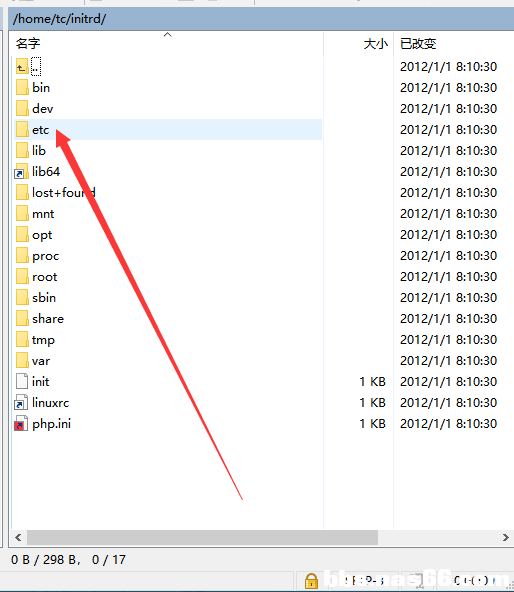 /home/tc/initrd/
名字 大小 已改变
.. 2012/1/1 8:10:30
bin 2012/1/1 8:10:30
dev 2012/1/1 8:10:30
etc 2012/1/1 8:10:30
lib 2012/1/1 8:10:30
lib64 2012/1/1 8:10:30
lost+found 2012/1/1 8:10:30
mnt 2012/1/1 8:10:30
opt 2012/1/1 8:10:30
proc 2012/1/1 8:10:30
root 2012/1/1 8:10:30
sbin 2012/1/1 8:10:30
share 2012/1/1 8:10:30
tmp 2012/1/1 8:10:30
var 2012/1/1 8:10:30
init 1 KB 2012/1/1 8:10:30
linuxrc 1 KB 2012/1/1 8:10:30
php.ini 1 KB 2012/1/1 8:10:30
0 B / 298 B, 0 / 17